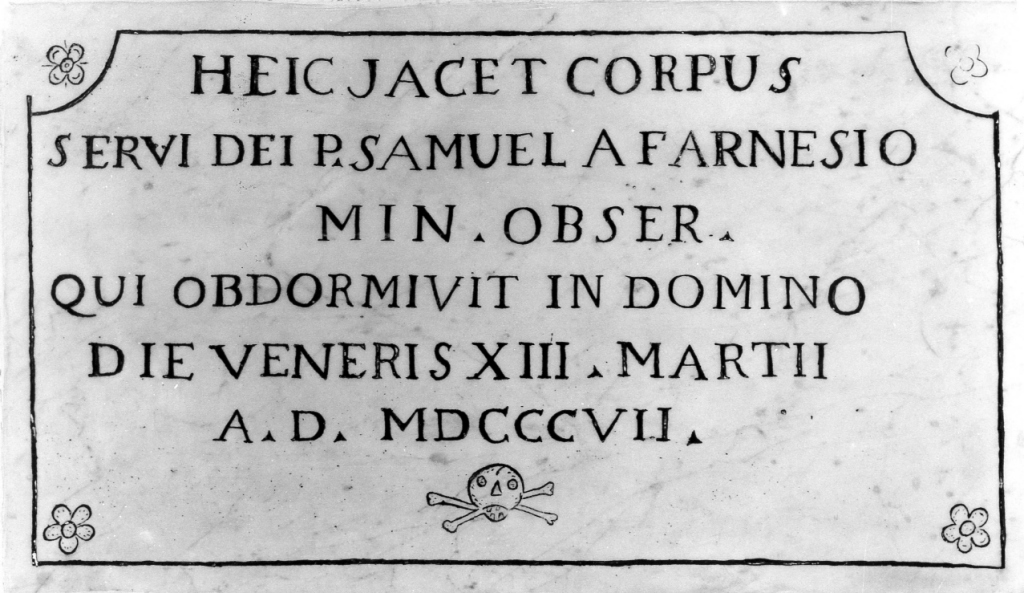 HEIC JACET CORPUS
SERVI DEI P. SAMUEL A FARNESIO
MIN. OBSER.
QUI OBDORMIVIT IN DOMINO
DIE VENERIS XIII. MARTII
A. D. MDCCCVII.